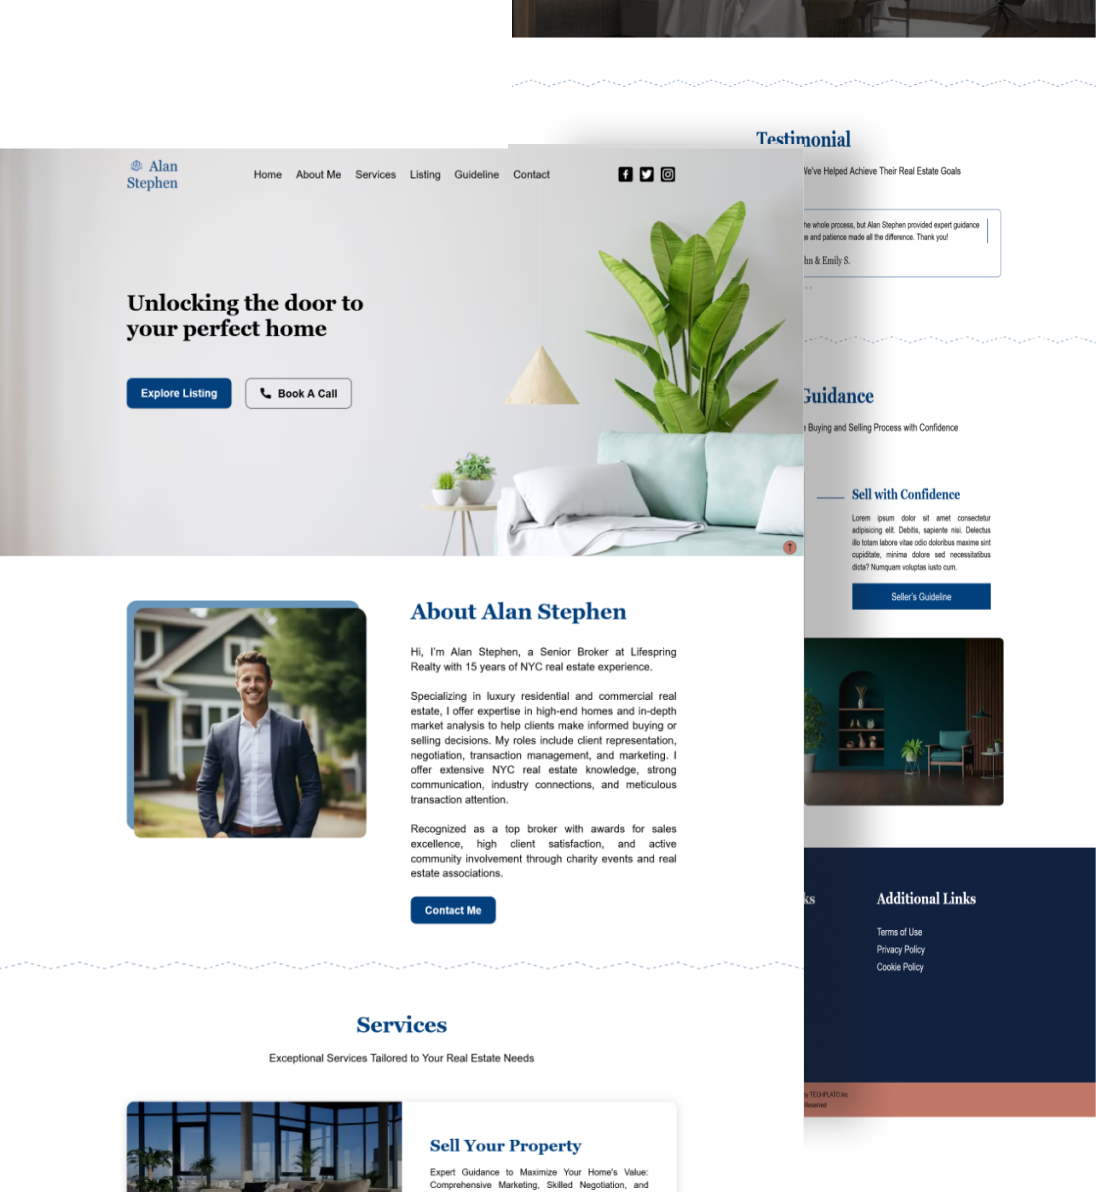 Alan
Stephen
Home About Me Services Listing Guideline Contact
Unlocking the door to
your perfect home
Explore Listing
Book A Call
About Alan Stephen
Hi, I'm Alan Stephen, a Senior Broker at Lifespring
Realty with 15 years of NYC real estate experience.
Specializing in luxury residential and commercial real
estate, I offer expertise in high-end homes and in-depth
market analysis to help clients make informed buying or
selling decisions. My roles include client representation,
negotiation, transaction management, and marketing. I
offer extensive NYC real estate knowledge, strong
communication, industry connections, and meticulous
transaction attention.
Recognized as a top broker with awards for sales
excellence, high client satisfaction, and active
community involvement through charity events and real
estate associations.
Contact Me
Services
Exceptional Services Tailored to Your Real Estate Needs
Sell Your Property
Expert Guidance to Maximize Your Home's Value:
Comprehensive Marketing, Skilled Negotiation, and
Testimonial
We've Helped Achieve Their Real Estate Goals
the whole process, but Alan Stephen provided expert guidance
and patience made all the difference. Thank you!
& Emily S.
Guidance
Buying and Selling Process with Confidence
Sell with Confidence
Lorem ipsum dolor sit amet consectetur
adipisicing elit. Debitis, sapiente nisi. Delectus
illo totam labore vitae odio doloribus maxime sint
cupiditate, minima dolore sed necessitatibus
dicta? Numquam voluptas iusto cum.
Seller's Guideline
Additional Links
Terms of Use
Privacy Policy
Cookie Policy
by TECHPLATO.Inc
Reserved